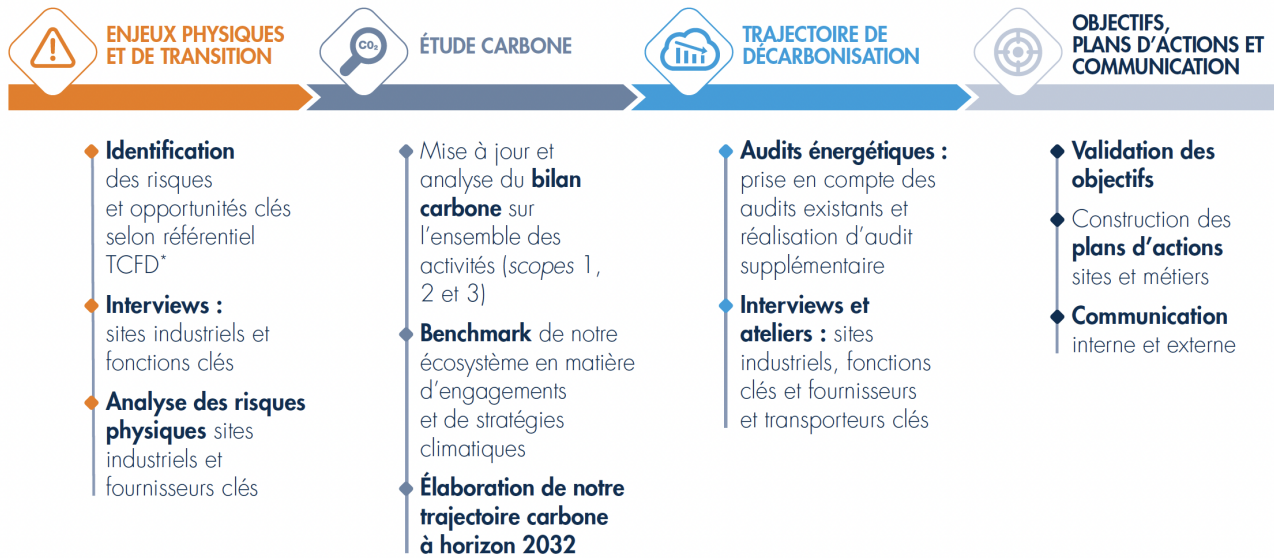 ENJEUX PHYSIQUES
ET DE TRANSITION
Identification
des risques
et opportunités clés
selon référentiel
TCFD*
Interviews :
sites industriels et
fonctions clés
Analyse des risques
physiques sites
industriels et
fournisseurs clés
CO₂
ÉTUDE CARBONE
Mise à jour et
analyse du bilan
carbone sur
l’ensemble des
activités (scopes 1,
2 et 3)
Benchmark de notre
écosystème en matière
d’engagements
et de stratégies
climatiques
Élaboration de notre
trajectoire carbone
à horizon 2032
TRAJECTOIRE DE
DÉCARBONISATION
Audits énergétiques :
prise en compte des
audits existants et
réalisation d’audit
supplémentaire
Interviews et
ateliers : sites
industriels, fonctions
clés et fournisseurs
et transporteurs clés
OBJECTIFS,
PLANS D’ACTIONS ET
COMMUNICATION
Validation des
objectifs
Construction des
plans d’actions
sites et métiers
Communication
interne et externe